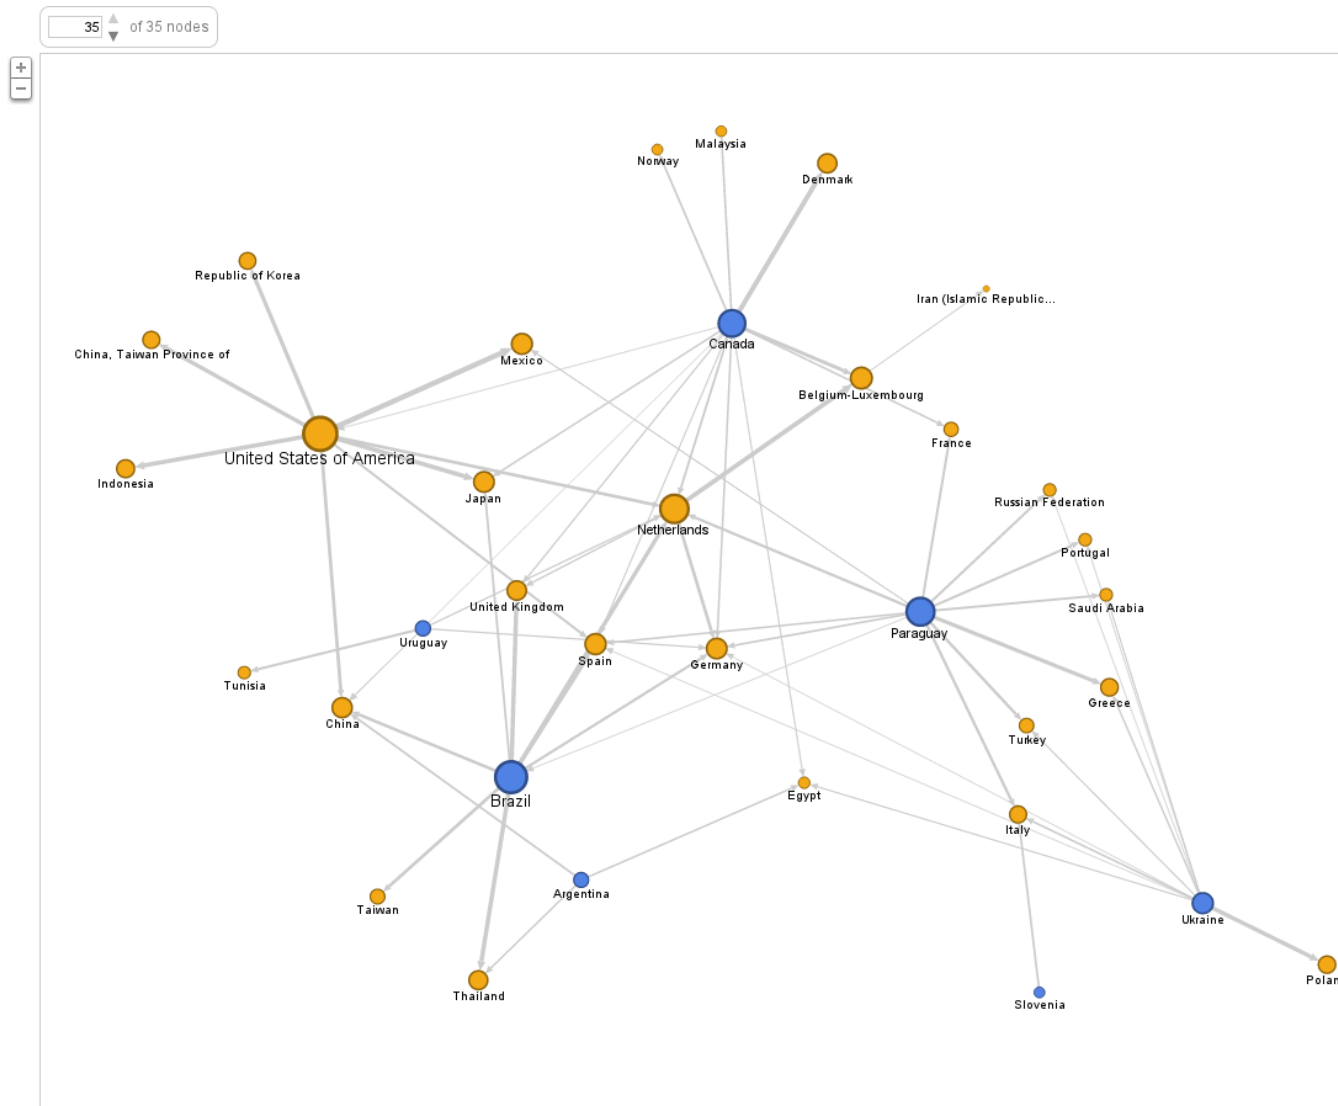 35 of 35 nodes
+
−
Malaysia
Norway
Denmark
Republic of Korea
Iran (Islamic Republic...
Canada
China, Taiwan Province of
Mexico
Belgium-Luxembourg
France
United States of America
Indonesia
Japan
Russian Federation
Netherlands
Portugal
United Kingdom
Saudi Arabia
Paraguay
Uruguay
Spain
Germany
Tunisia
Greece
China
Turkey
Egypt
Brazil
Italy
Argentina
Taiwan
Ukraine
Polan
Thailand
Slovenia